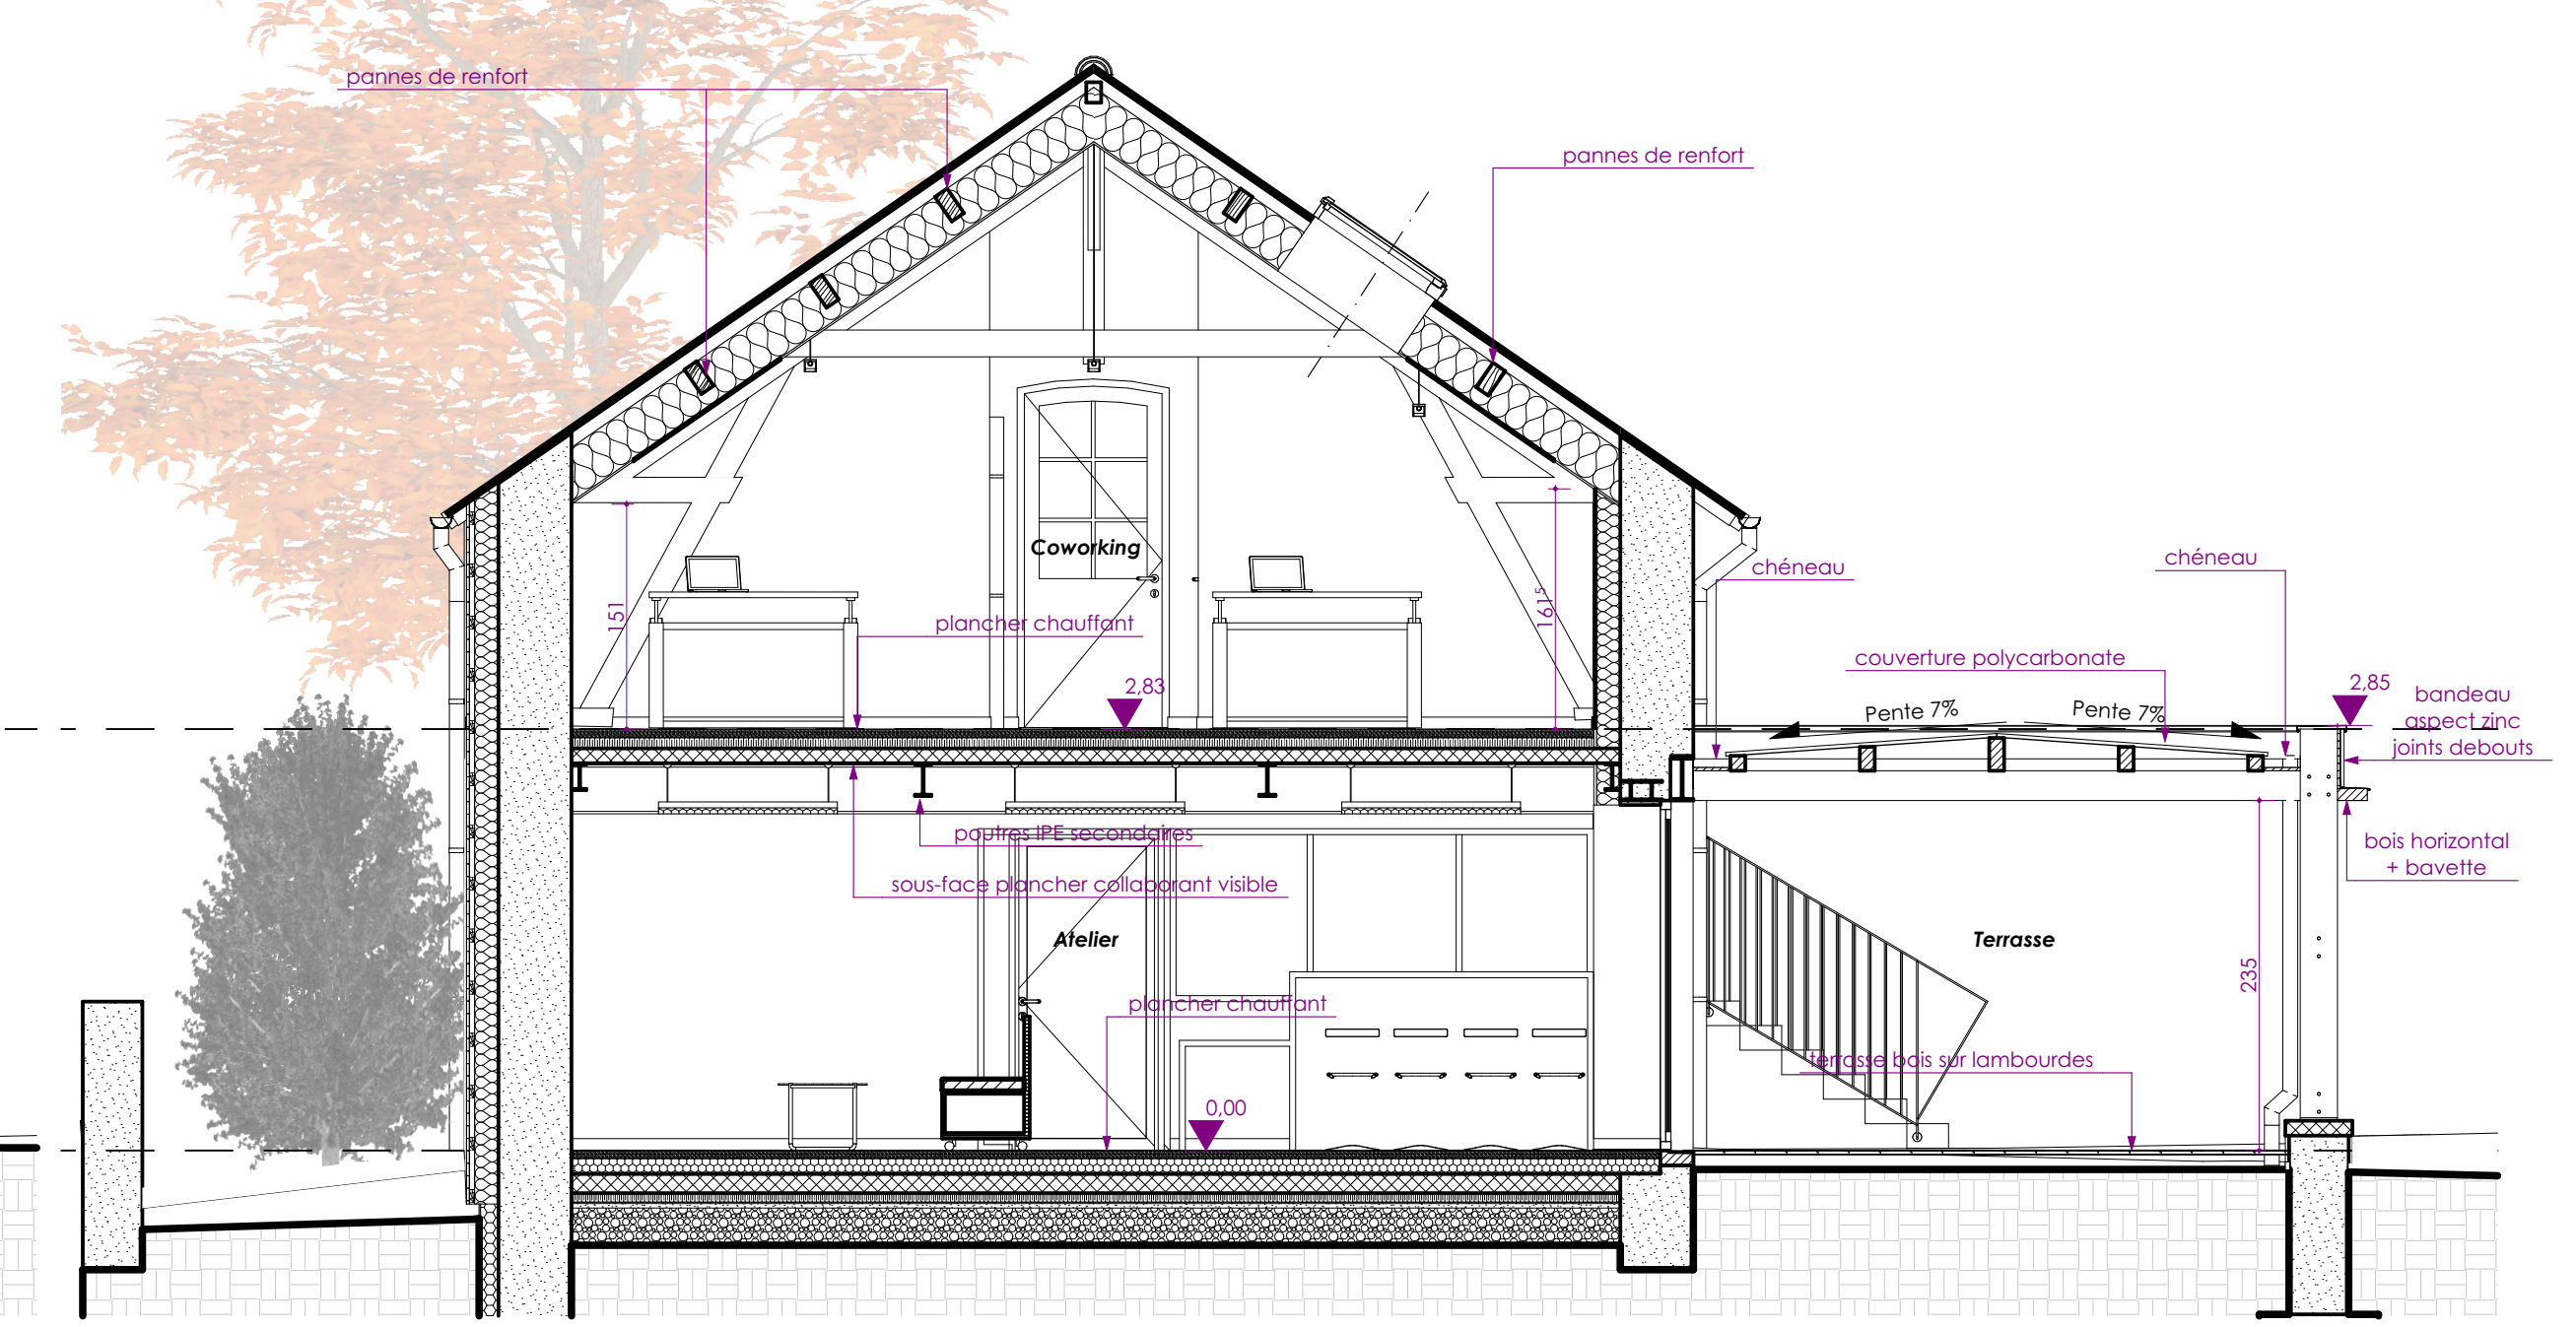 pannes de renfort
pannes de renfort
Coworking
chéneau
chéneau
151
161⁵
plancher chauffant
couverture polycarbonate
2,83
2,85
bandeau
aspect zinc
joints debouts
Pente 7%
Pente 7%
poutres IPE secondaires
bois horizontal
+ bavette
sous-face plancher collaborant visible
Atelier
Terrasse
235
plancher chauffant
terrasse bois sur lambourdes
0,00